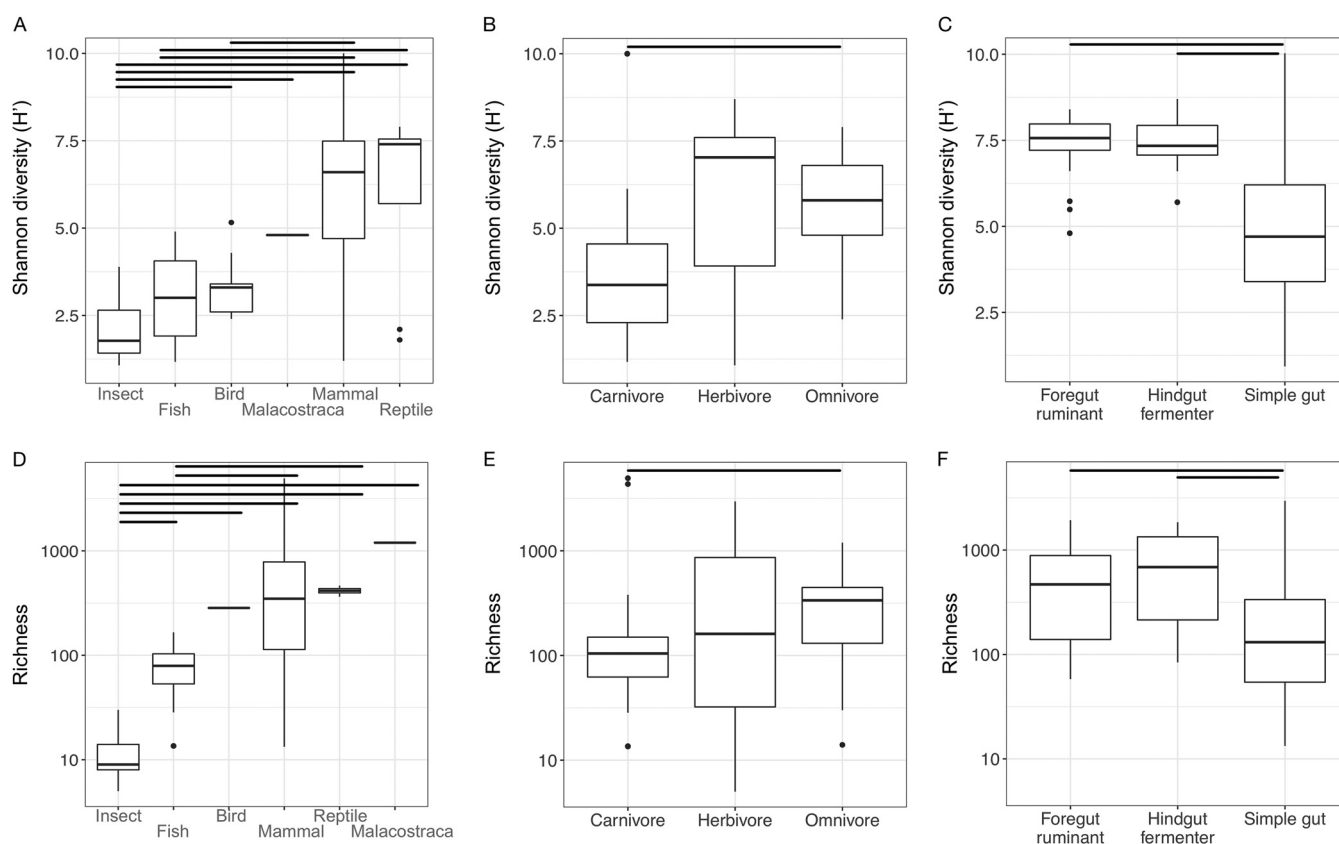 A
Shannon diversity (H')
10.0
7.5
5.0
2.5
Insect
Fish
Bird
Malacostraca
Mammal
Reptile
B
Shannon diversity (H')
10.0
7.5
5.0
2.5
Carnivore
Herbivore
Omnivore
C
Shannon diversity (H')
10.0
7.5
5.0
2.5
Foregut
ruminant
Hindgut
fermenter
Simple gut
D
Richness
1000
100
10
Insect
Fish
Bird
Mammal
Reptile
Malacostraca
E
Richness
1000
100
10
Carnivore
Herbivore
Omnivore
F
Richness
1000
100
10
Foregut
ruminant
Hindgut
fermenter
Simple gut